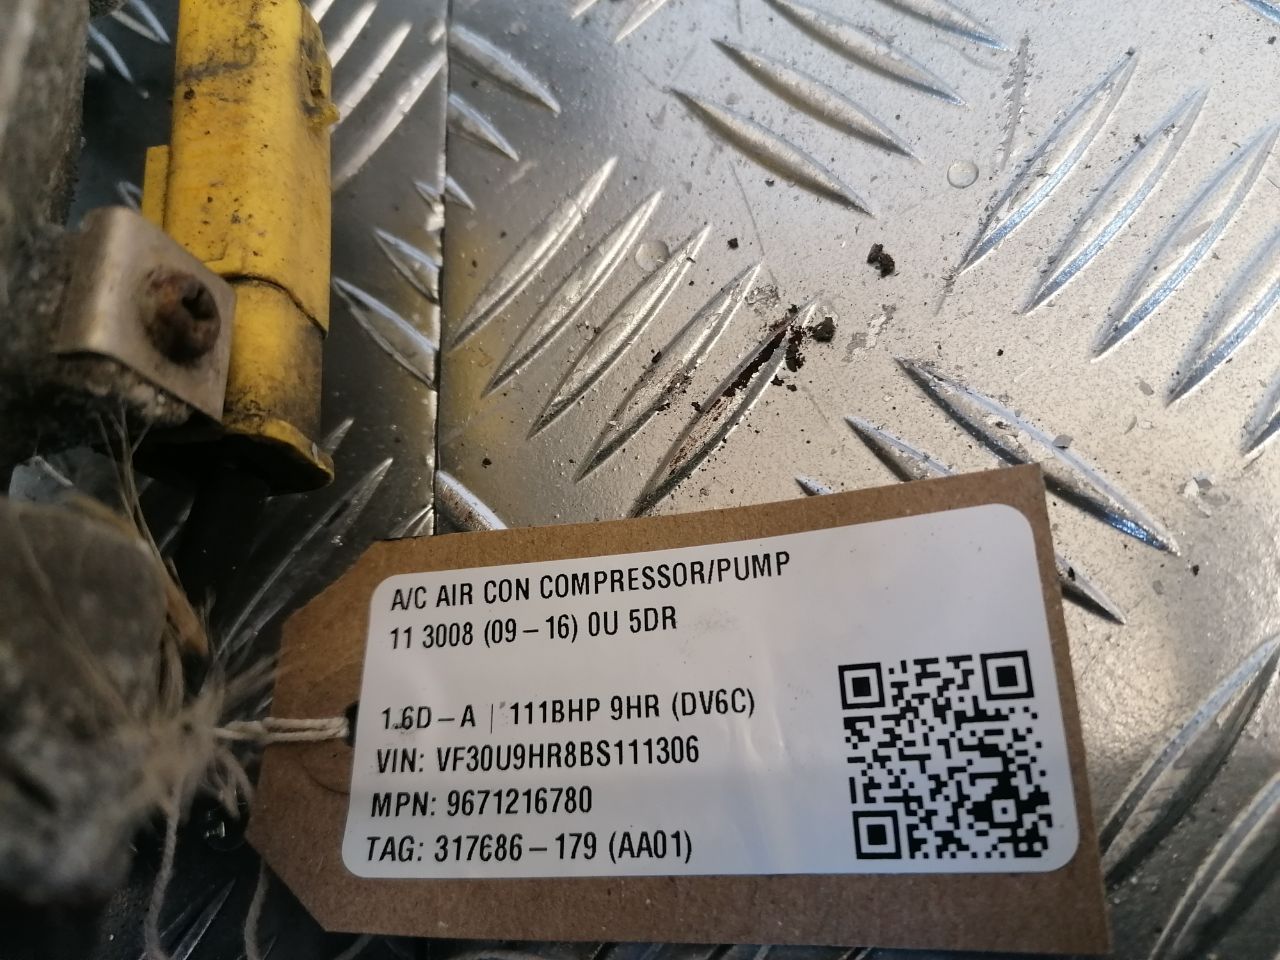 A/C AIR CON COMPRESSOR/PUMP
11 3008 (09-16) 0U 5DR
1.6D-A | 111BHP 9HR (DV6C)
VIN: VF30U9HR8BS111306
MPN: 9671216780
TAG: 317686-179 (AA01)